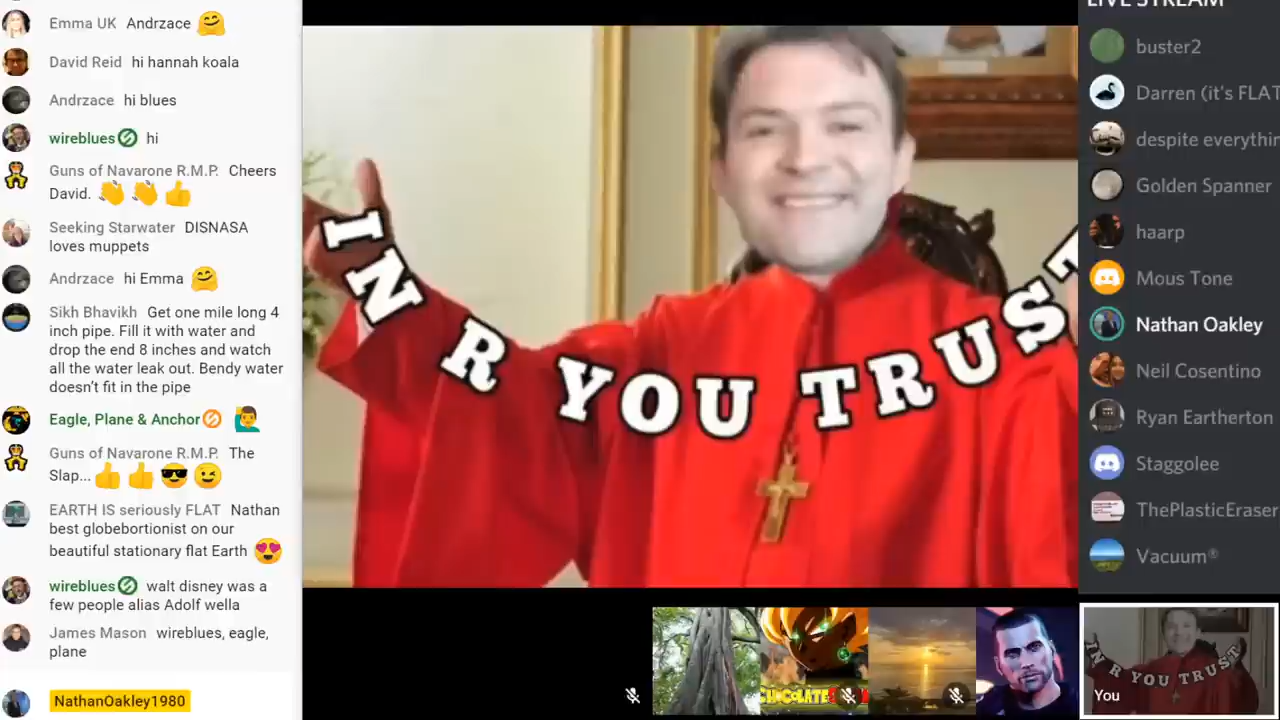 Emma UK Andrzace
David Reid hi hannah koala
Andrzace hi blues
wireblues hi
Guns of Navarone R.M.P. Cheers
David.
Seeking Starwater DISNASA
loves muppets
Andrzace hi Emma
Sikh Bhavikh Get one mile long 4
inch pipe. Fill it with water and
drop the end 8 inches and watch
all the water leak out. Bendy water
doesn't fit in the pipe
Eagle, Plane & Anchor
Guns of Navarone R.M.P. The
Slap...
EARTH IS seriously FLAT Nathan
best globebortionist on our
beautiful stationary flat Earth
wireblues walt disney was a
few people alias Adolf wella
James Mason wireblues, eagle,
plane
NathanOakley1980
IN R YOU TRUST
LIVE STREAM
buster2
Darren (it's FLAT
despite everythin
Golden Spanner
haarp
Mous Tone
Nathan Oakley
Neil Cosentino
Ryan Eartherton
Staggolee
ThePlasticEraser
Vacuum®
IN R YOU TRUST
You